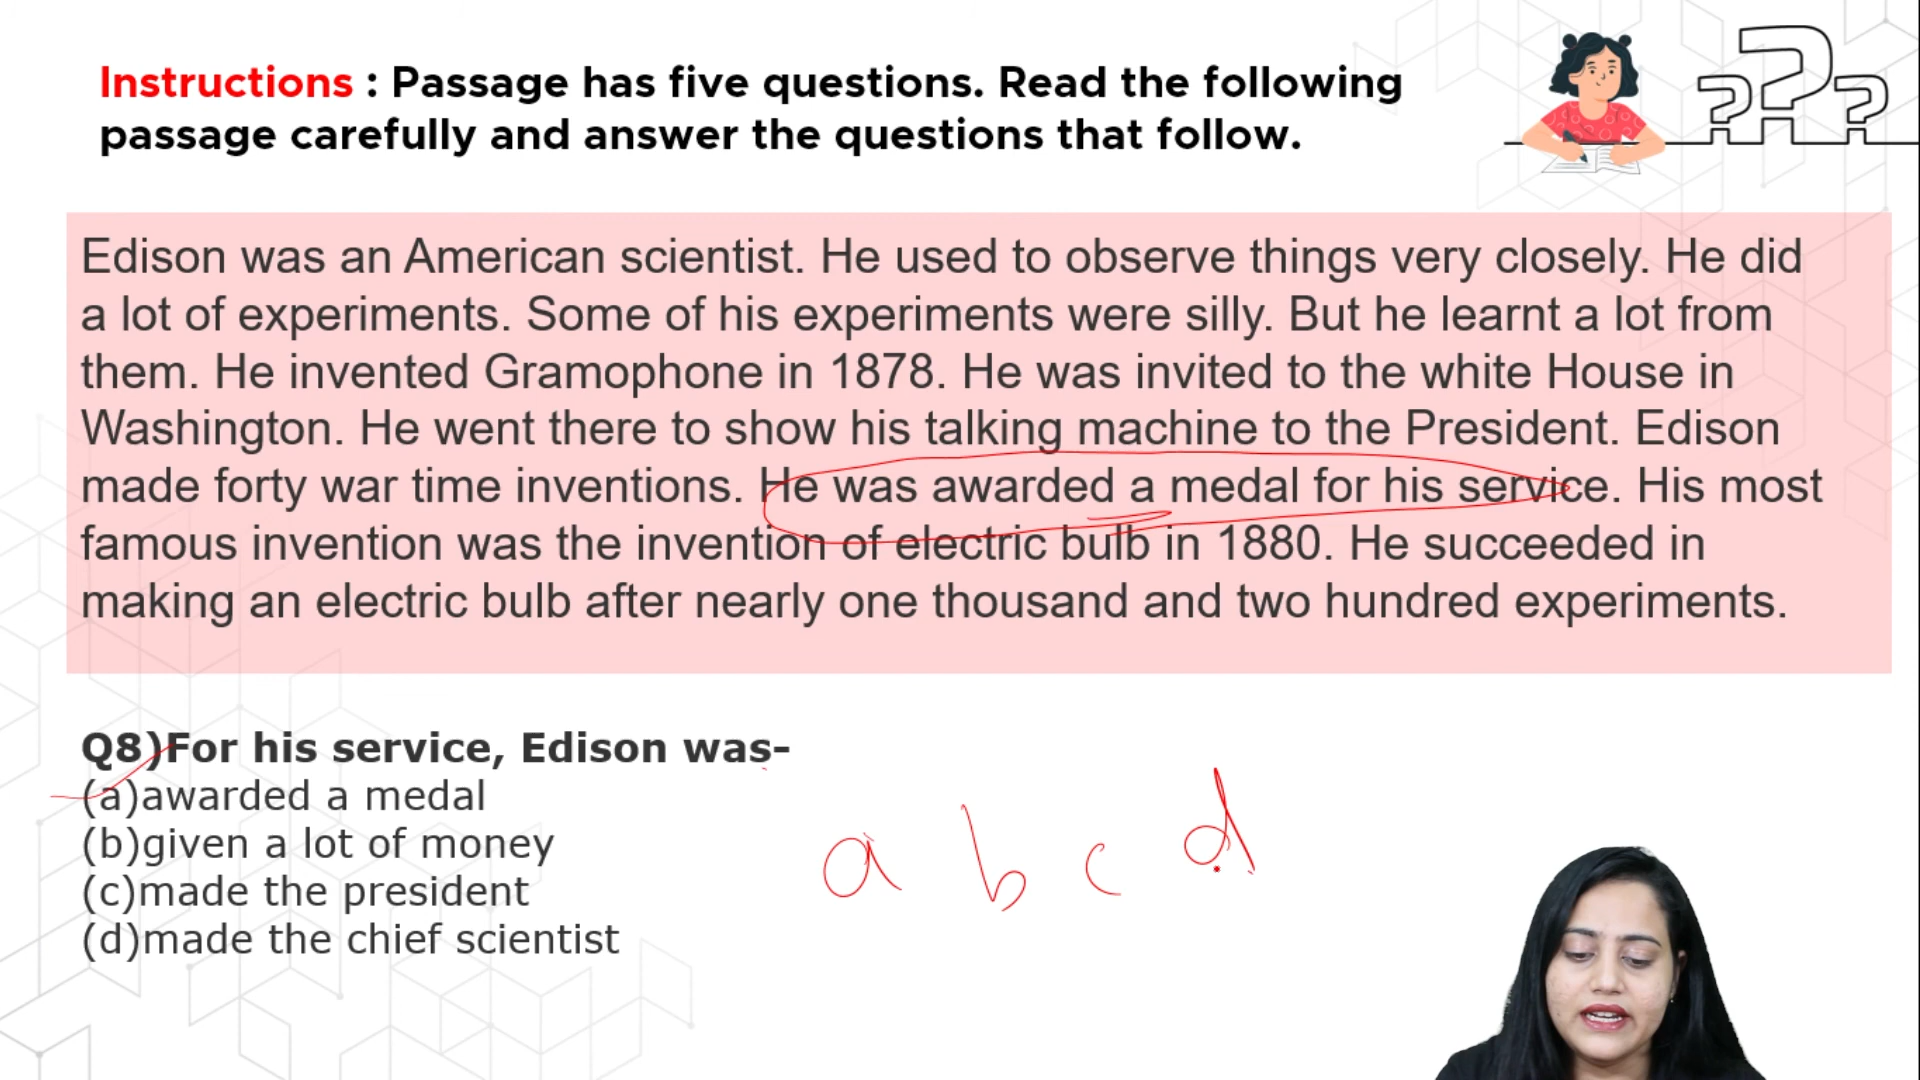 Instructions : Passage has five questions. Read the following
passage carefully and answer the questions that follow.
???
Edison was an American scientist. He used to observe things very closely. He did
a lot of experiments. Some of his experiments were silly. But he learnt a lot from
them. He invented Gramophone in 1878. He was invited to the white House in
Washington. He went there to show his talking machine to the President. Edison
made forty war time inventions. He was awarded a medal for his service. His most
famous invention was the invention of electric bulb in 1880. He succeeded in
making an electric bulb after nearly one thousand and two hundred experiments.
Q8)For his service, Edison was-
(a)awarded a medal
(b)given a lot of money
(c)made the president
(d)made the chief scientist
a b c d